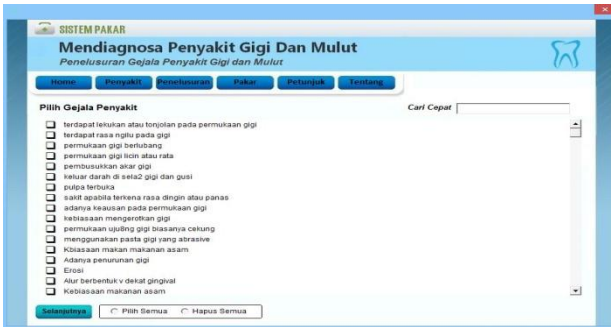 SISTEM PAKAR
Mendiagnosa Penyakit Gigi Dan Mulut
Penelusuran Gejala Penyakit Gigi dan Mulut
Home Penyakit Penelusuran Pakar Petunjuk Tentang
Pilih Gejala Penyakit Cari Cepat
terdapat lekukan atau tonjolan pada permukaan gigi
terdapat rasa ngilu pada gigi
permukaan gigi berlubang
permukaan gigi licin atau rata
pembusukkan akar gigi
keluar darah di sela2 gigi dan gusi
pulpa terbuka
sakit apabila terkena rasa dingin atau panas
adanya keausan pada permukaan gigi
kebiasaan mengerotkan gigi
permukaan uju8ng gigi biasanya cekung
menggunakan pasta gigi yang abrasive
Kbiasaan makan makanan asam
Adanya penurunan gigi
Erosi
Alur berbentuk v dekat gingival
Kebiasaan makanan asam
Selanjutnya Pilih Semua Hapus Semua